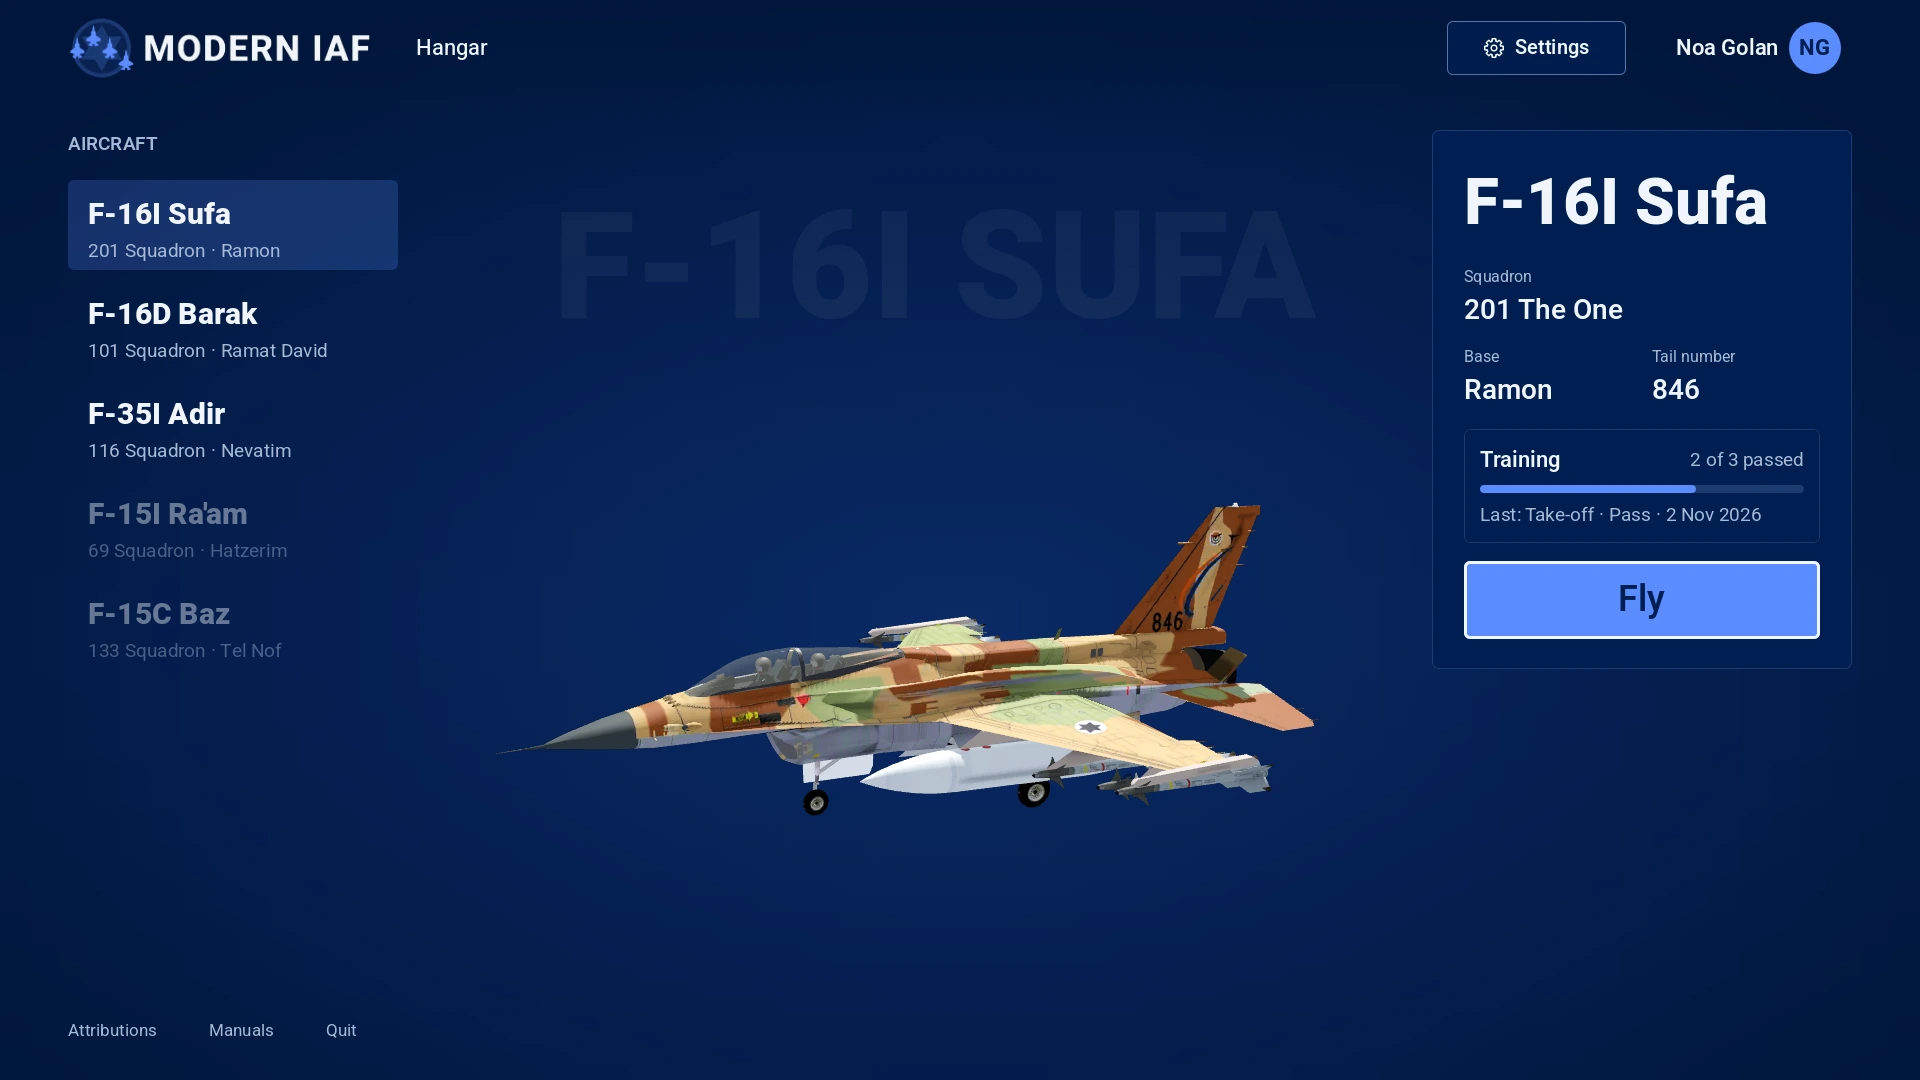 MODERN IAF
Hangar
Settings
Noa Golan
NG
AIRCRAFT
F-16I Sufa
201 Squadron · Ramon
F-16D Barak
101 Squadron · Ramat David
F-35I Adir
116 Squadron · Nevatim
F-15I Ra'am
69 Squadron · Hatzerim
F-15C Baz
133 Squadron · Tel Nof
F-16I SUFA
846
F-16I Sufa
Squadron
201 The One
Base
Tail number
Ramon
846
Training
2 of 3 passed
Last: Take-off · Pass · 2 Nov 2026
Fly
Attributions
Manuals
Quit